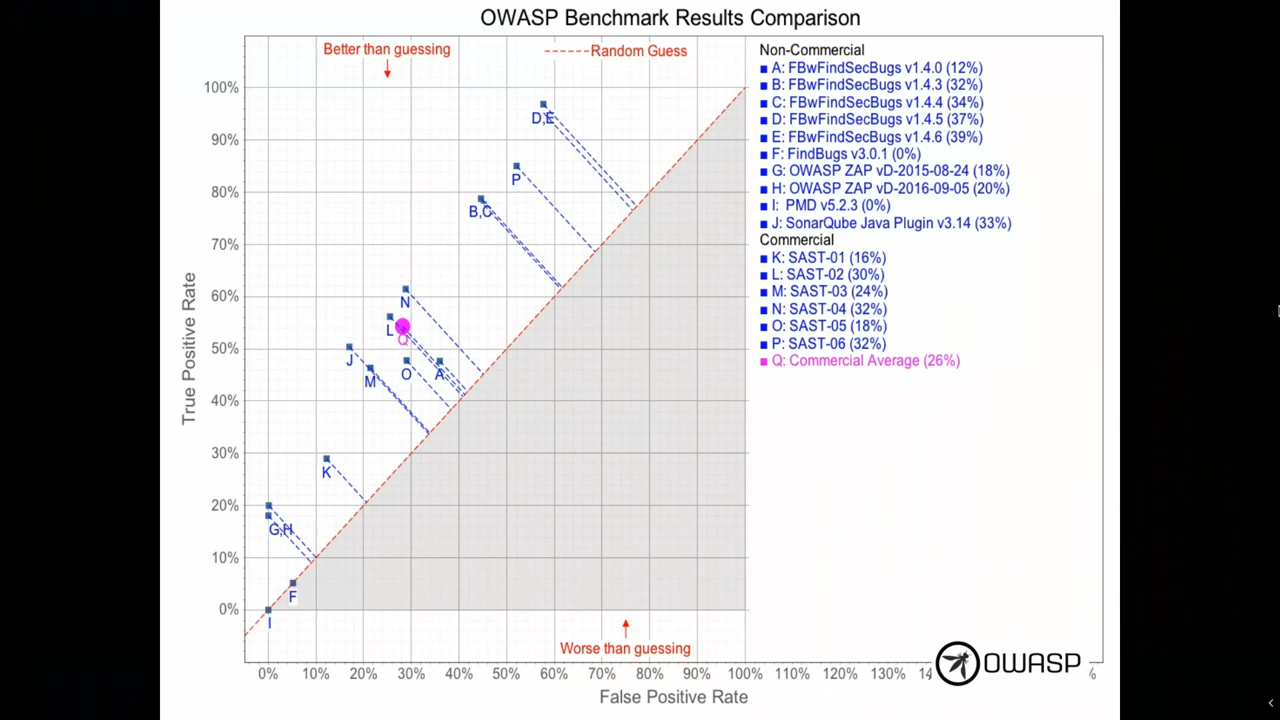 OWASP Benchmark Results Comparison
Better than guessing
Random Guess
Non-Commercial
A: FBwFindSecBugs v1.4.0 (12%)
B: FBwFindSecBugs v1.4.3 (32%)
C: FBwFindSecBugs v1.4.4 (34%)
D: FBwFindSecBugs v1.4.5 (37%)
E: FBwFindSecBugs v1.4.6 (39%)
F: FindBugs v3.0.1 (0%)
G: OWASP ZAP vD-2015-08-24 (18%)
H: OWASP ZAP vD-2016-09-05 (20%)
I: PMD v5.2.3 (0%)
J: SonarQube Java Plugin v3.14 (33%)
Commercial
K: SAST-01 (16%)
L: SAST-02 (30%)
M: SAST-03 (24%)
N: SAST-04 (32%)
O: SAST-05 (18%)
P: SAST-06 (32%)
Q: Commercial Average (26%)
True Positive Rate
100%
90%
80%
70%
60%
50%
40%
30%
20%
10%
0%
D,E
P
B,C
N
L
Q
J
M
O
A
K
G,H
F
I
Worse than guessing
0% 10% 20% 30% 40% 50% 60% 70% 80% 90% 100% 110% 120% 130% 14 %
False Positive Rate
OWASP